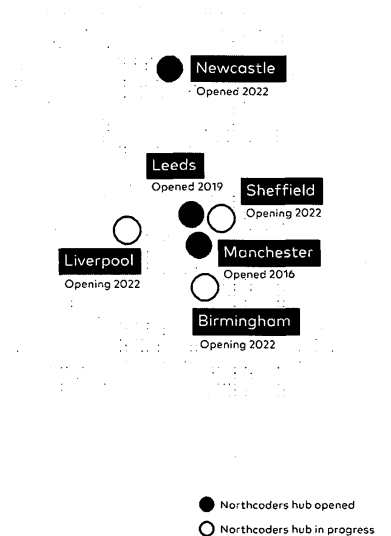 Newcastle
Opened 2022
Leeds
Opened 2019
Sheffield
Opening 2022
Liverpool
Opening 2022
Manchester
Opened 2016
Birmingham
Opening 2022
Northcoders hub opened
Northcoders hub in progress